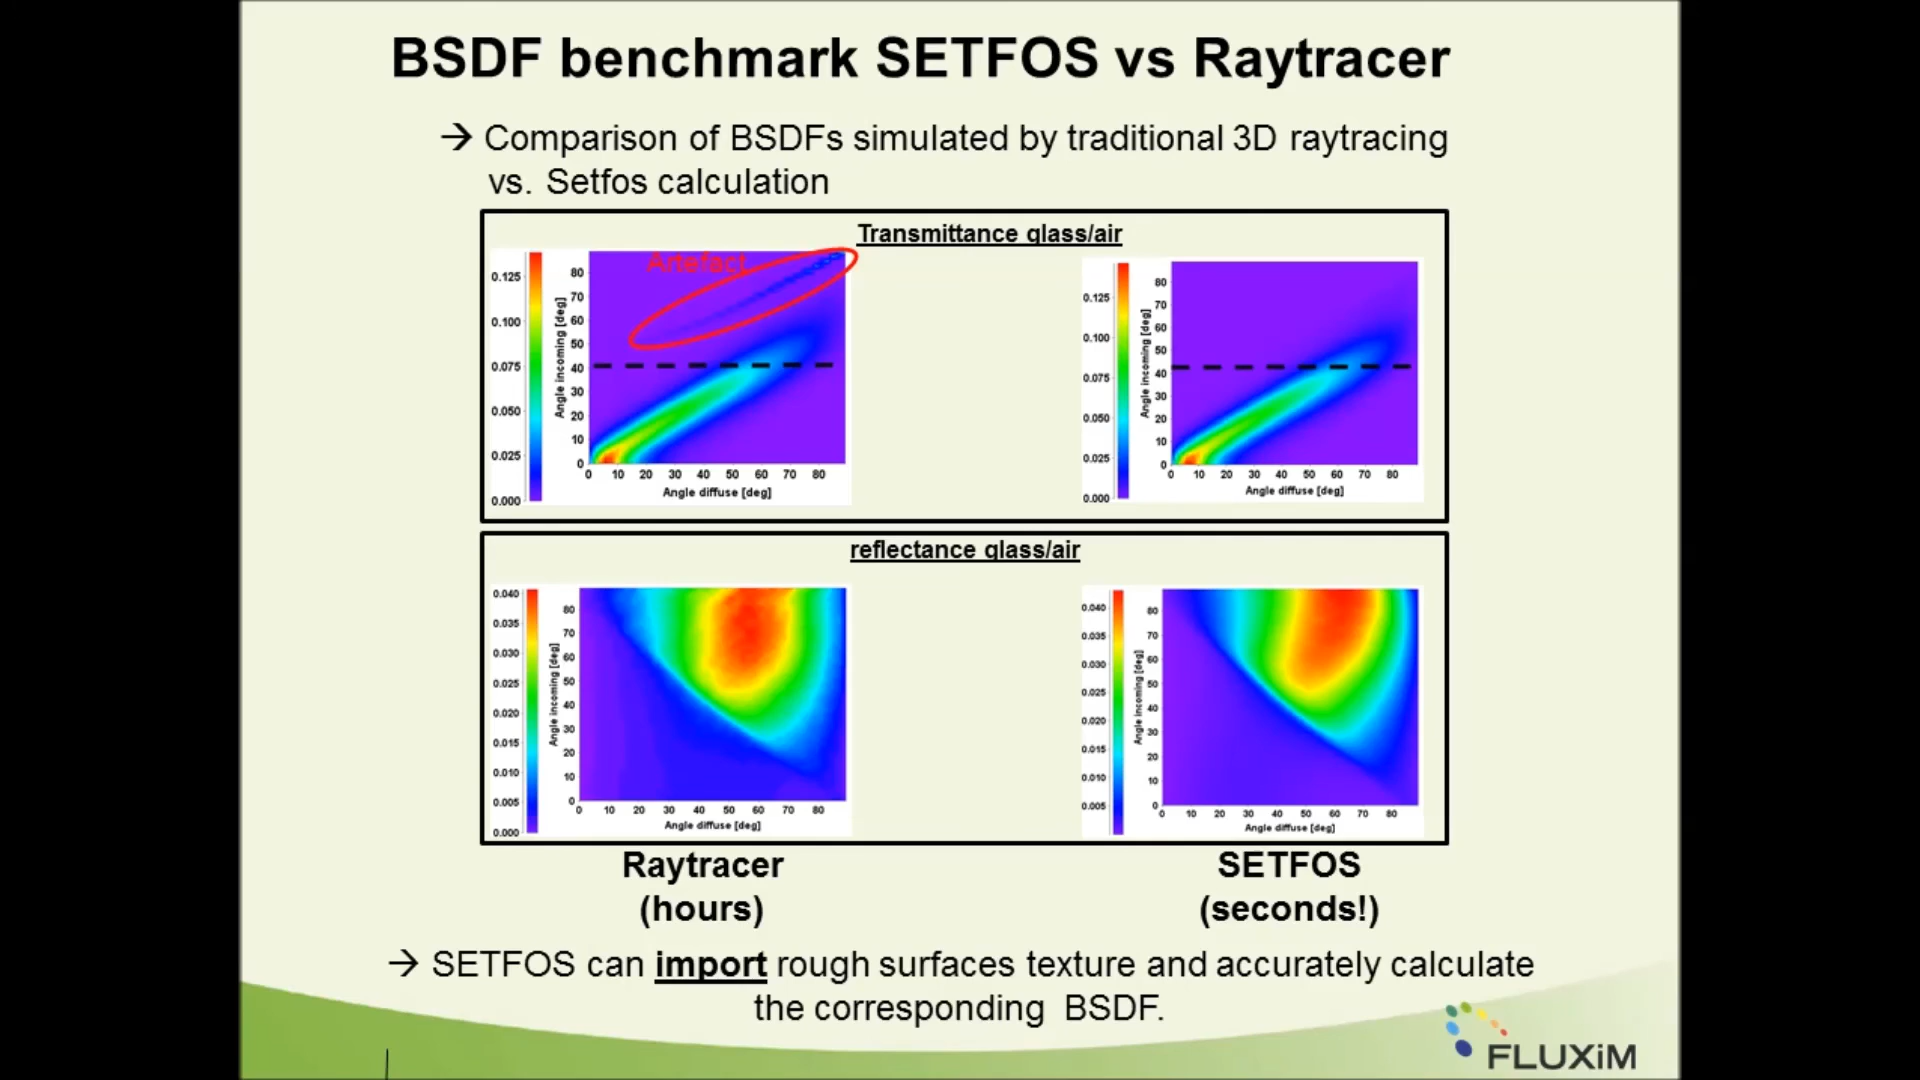 BSDF benchmark SETFOS vs Raytracer
→ Comparison of BSDFs simulated by traditional 3D raytracing
vs. Setfos calculation
Transmittance glass/air
Artefact
0.125
0.100
0.075
0.050
0.025
0.000
Angle incoming [deg]
80
70
60
50
40
30
20
10
0
0 10 20 30 40 50 60 70 80
Angle diffuse [deg]
0.125
0.100
0.075
0.050
0.025
0.000
Angle incoming [deg]
80
70
60
50
40
30
20
10
0
0 10 20 30 40 50 60 70 80
Angle diffuse [deg]
reflectance glass/air
0.040
0.035
0.030
0.025
0.020
0.015
0.010
0.005
0.000
Angle incoming [deg]
80
70
60
50
40
30
20
10
0
0 10 20 30 40 50 60 70 80
Angle diffuse [deg]
0.040
0.035
0.030
0.025
0.020
0.015
0.010
0.005
Angle incoming [deg]
80
70
60
50
40
30
20
10
0
0 10 20 30 40 50 60 70 80
Angle diffuse [deg]
Raytracer
(hours)
SETFOS
(seconds!)
→ SETFOS can import rough surfaces texture and accurately calculate
the corresponding BSDF.
FLUXiM